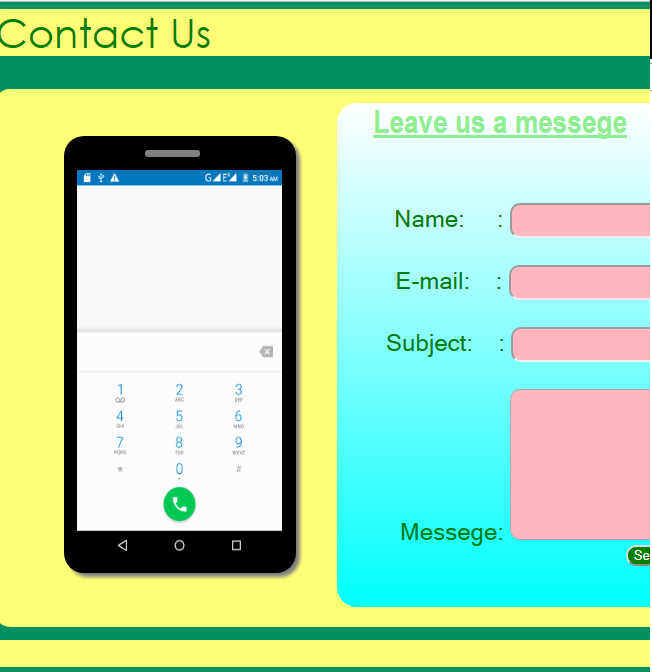 Contact Us
Leave us a messege
G E 5:03 AM
1 2 3
ABC DEF
4 5 6
GHI JKL MNO
7 8 9
PQRS TUV WXYZ
* 0 #
+
Name: :
E-mail: :
Subject: :
Messege:
Se